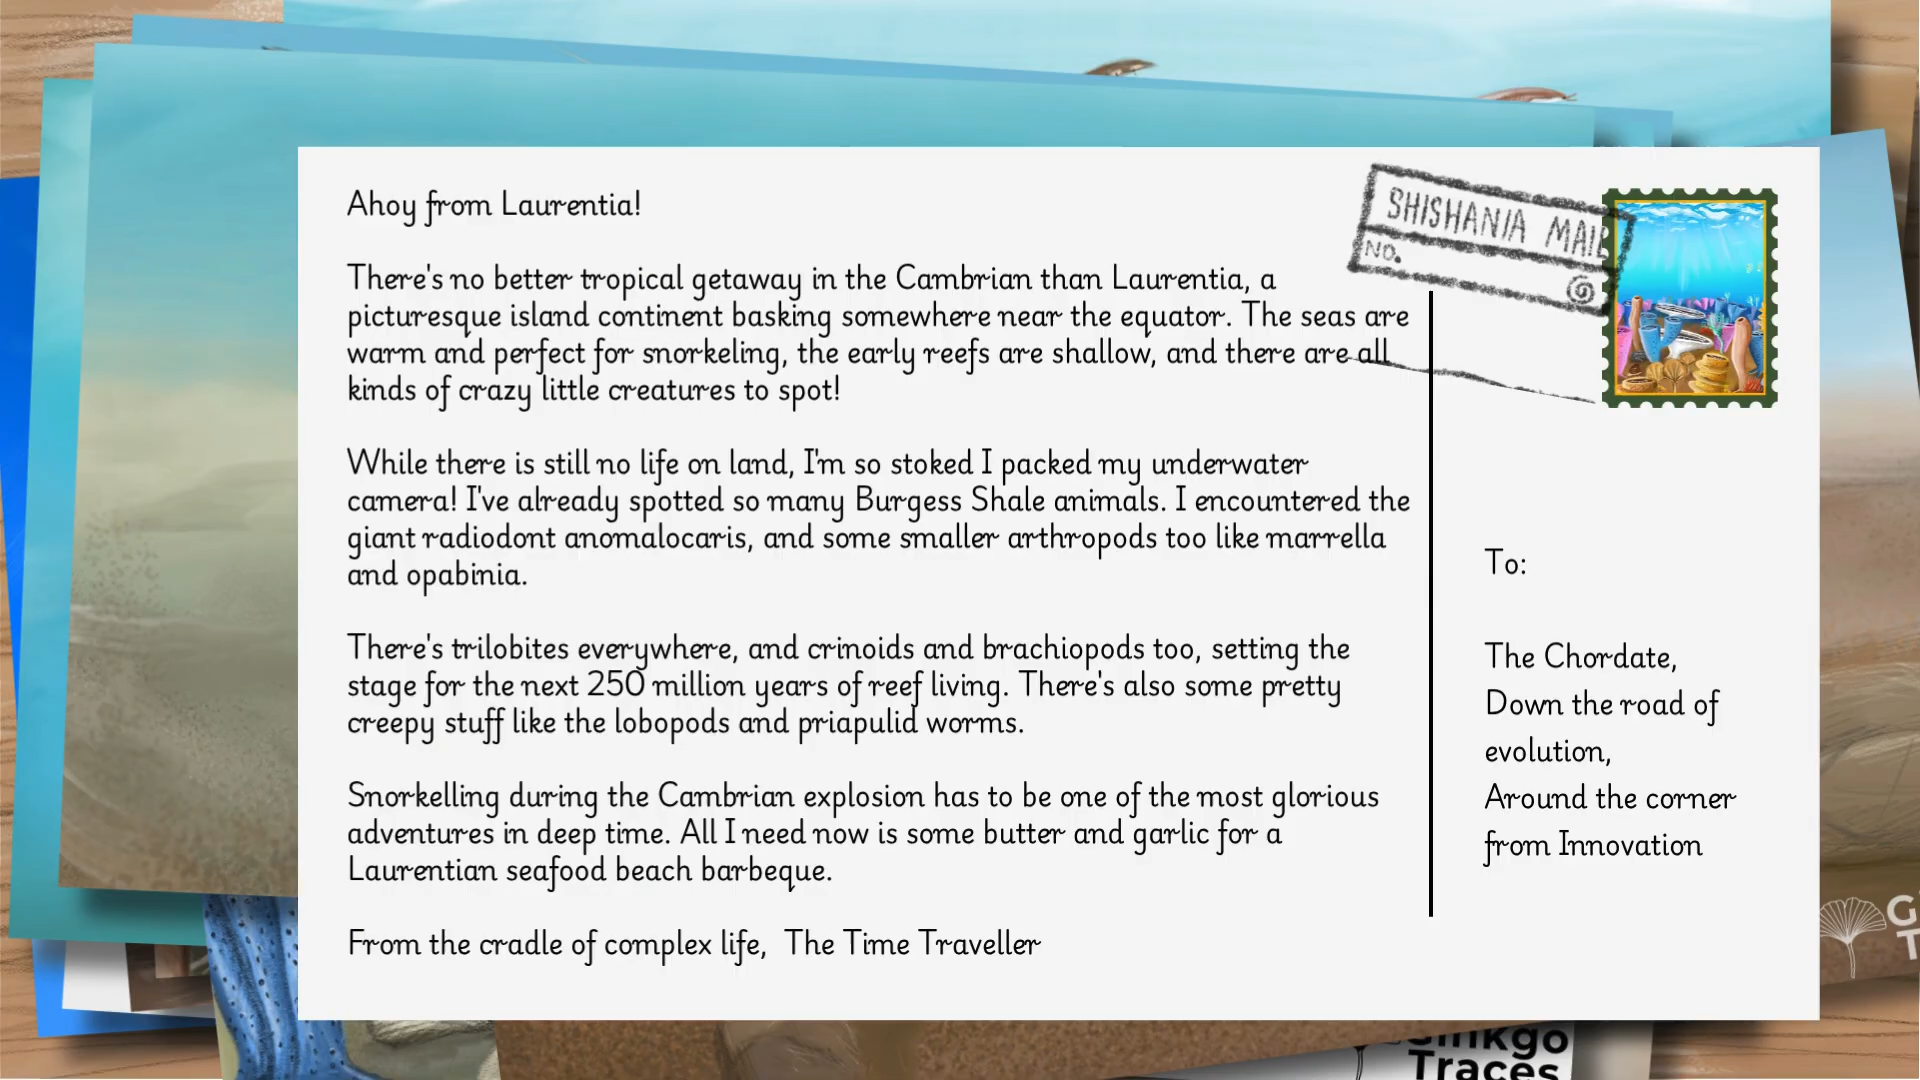 Ahoy from Laurentia!
There's no better tropical getaway in the Cambrian than Laurentia, a
picturesque island continent basking somewhere near the equator. The seas are
warm and perfect for snorkeling, the early reefs are shallow, and there are all
kinds of crazy little creatures to spot!
While there is still no life on land, I'm so stoked I packed my underwater
camera! I've already spotted so many Burgess Shale animals. I encountered the
giant radiodont anomalocaris, and some smaller arthropods too like marrella
and opabinia.
There's trilobites everywhere, and crinoids and brachiopods too, setting the
stage for the next 250 million years of reef living. There's also some pretty
creepy stuff like the lobopods and priapulid worms.
Snorkelling during the Cambrian explosion has to be one of the most glorious
adventures in deep time. All I need now is some butter and garlic for a
Laurentian seafood beach barbeque.
From the cradle of complex life, The Time Traveller
SHISHANIA MAIL
NO.
To:
The Chordate,
Down the road of
evolution,
Around the corner
from Innovation
Ginkgo
Traces